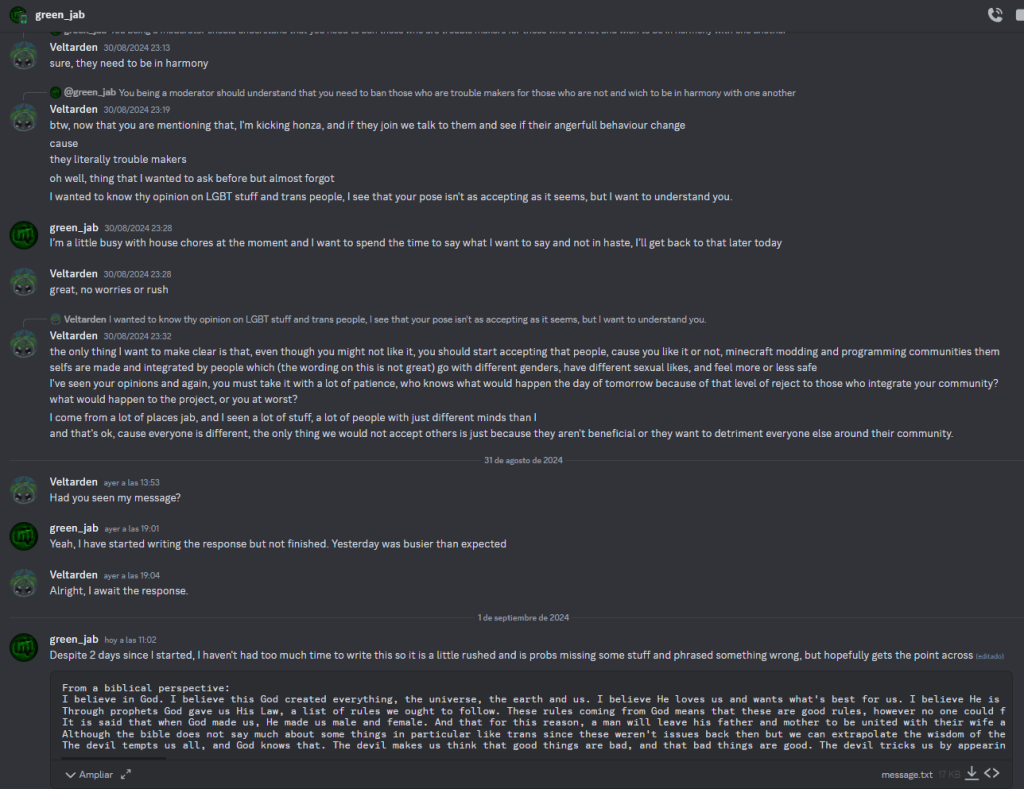 green_jab
green_jab You being a moderator should understand that you need to ban those who are trouble makers for those who are not and wich to be in harmony with one another
Veltarden 30/08/2024 23:13
sure, they need to be in harmony
@green_jab You being a moderator should understand that you need to ban those who are trouble makers for those who are not and wich to be in harmony with one another
Veltarden 30/08/2024 23:19
btw, now that you are mentioning that, I'm kicking honza, and if they join we talk to them and see if their angerfull behaviour change
cause
they literally trouble makers
oh well, thing that I wanted to ask before but almost forgot
I wanted to know thy opinion on LGBT stuff and trans people, I see that your pose isn't as accepting as it seems, but I want to understand you.
green_jab 30/08/2024 23:28
I'm a little busy with house chores at the moment and I want to spend the time to say what I want to say and not in haste, I'll get back to that later today
Veltarden 30/08/2024 23:28
great, no worries or rush
Veltarden I wanted to know thy opinion on LGBT stuff and trans people, I see that your pose isn't as accepting as it seems, but I want to understand you.
Veltarden 30/08/2024 23:32
the only thing I want to make clear is that, even though you might not like it, you should start accepting that people, cause you like it or not, minecraft modding and programming communities them
selfs are made and integrated by people which (the wording on this is not great) go with different genders, have different sexual likes, and feel more or less safe
I've seen your opinions and again, you must take it with a lot of patience, who knows what would happen the day of tomorrow because of that level of reject to those who integrate your community?
what would happen to the project, or you at worst?
I come from a lot of places jab, and I seen a lot of stuff, a lot of people with just different minds than I
and that's ok, cause everyone is different, the only thing we would not accept others is just because they aren't beneficial or they want to detriment everyone else around their community.
31 de agosto de 2024
Veltarden ayer a las 13:53
Had you seen my message?
green_jab ayer a las 19:01
Yeah, I have started writing the response but not finished. Yesterday was busier than expected
Veltarden ayer a las 19:04
Alright, I await the response.
1 de septiembre de 2024
green_jab hoy a las 11:02
Despite 2 days since I started, I haven't had too much time to write this so it is a little rushed and is probs missing some stuff and phrased something wrong, but hopefully gets the point across (editado)
From a biblical perspective:
I believe in God. I believe this God created everything, the universe, the earth and us. I believe He loves us and wants what's best for us. I believe He is
Through prophets God gave us His Law, a list of rules we ought to follow. These rules coming from God means that these are good rules, however no one could f
It is said that when God made us, He made us male and female. And that for this reason, a man will leave his father and mother to be united with their wife a
Although the bible does not say much about some things in particular like trans since these weren't issues back then but we can extrapolate the wisdom of the
The devil tempts us all, and God knows that. The devil makes us think that good things are bad, and that bad things are good. The devil tricks us by appearin
Ampliar
message.txt 17 KB